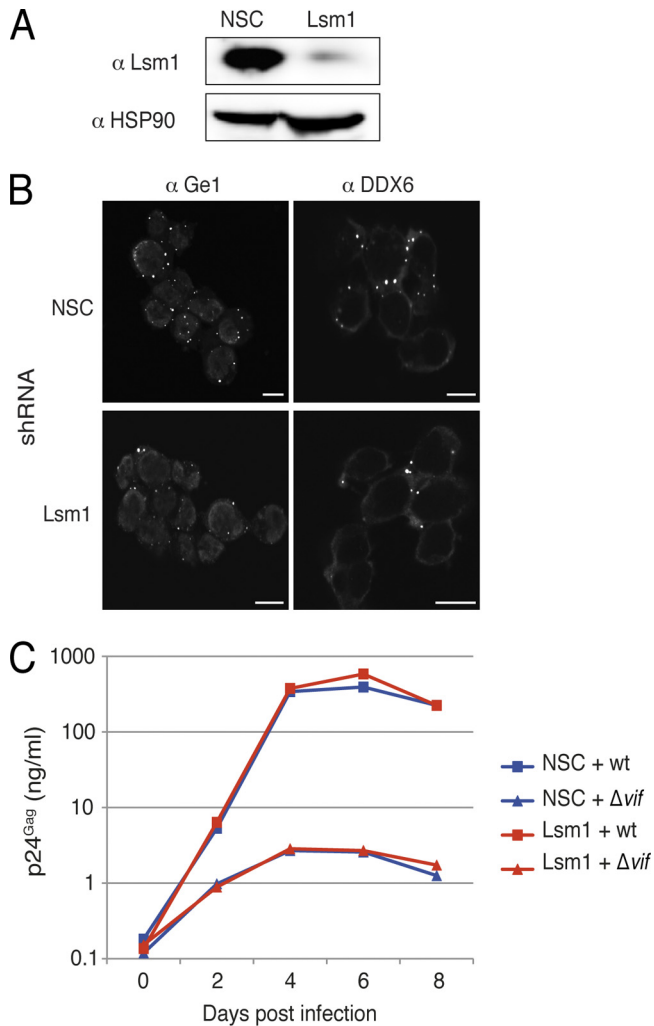 A
NSC Lsm1
α Lsm1
α HSP90
B
α Ge1 α DDX6
NSC
shRNA
Lsm1
C
1000
100
10
1
0.1
p24Gag (ng/ml)
0 2 4 6 8
Days post infection
NSC + wt
NSC + Δvif
Lsm1 + wt
Lsm1 + Δvif